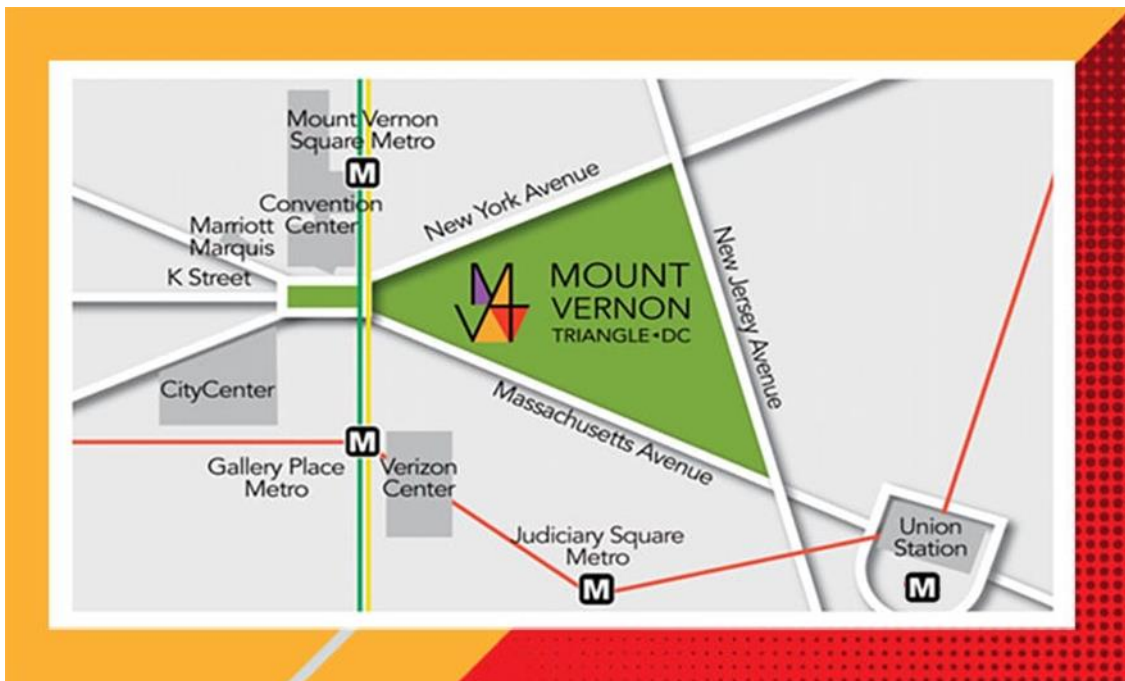 Mount Vernon
Square Metro
M
Convention
Center
Marriott
Marquis
K Street
New York Avenue
MOUNT
VERNON
TRIANGLE•DC
New Jersey Avenue
Massachusetts Avenue
CityCenter
M
Gallery Place
Metro
Verizon
Center
Judiciary Square
Metro
M
Union
Station
M